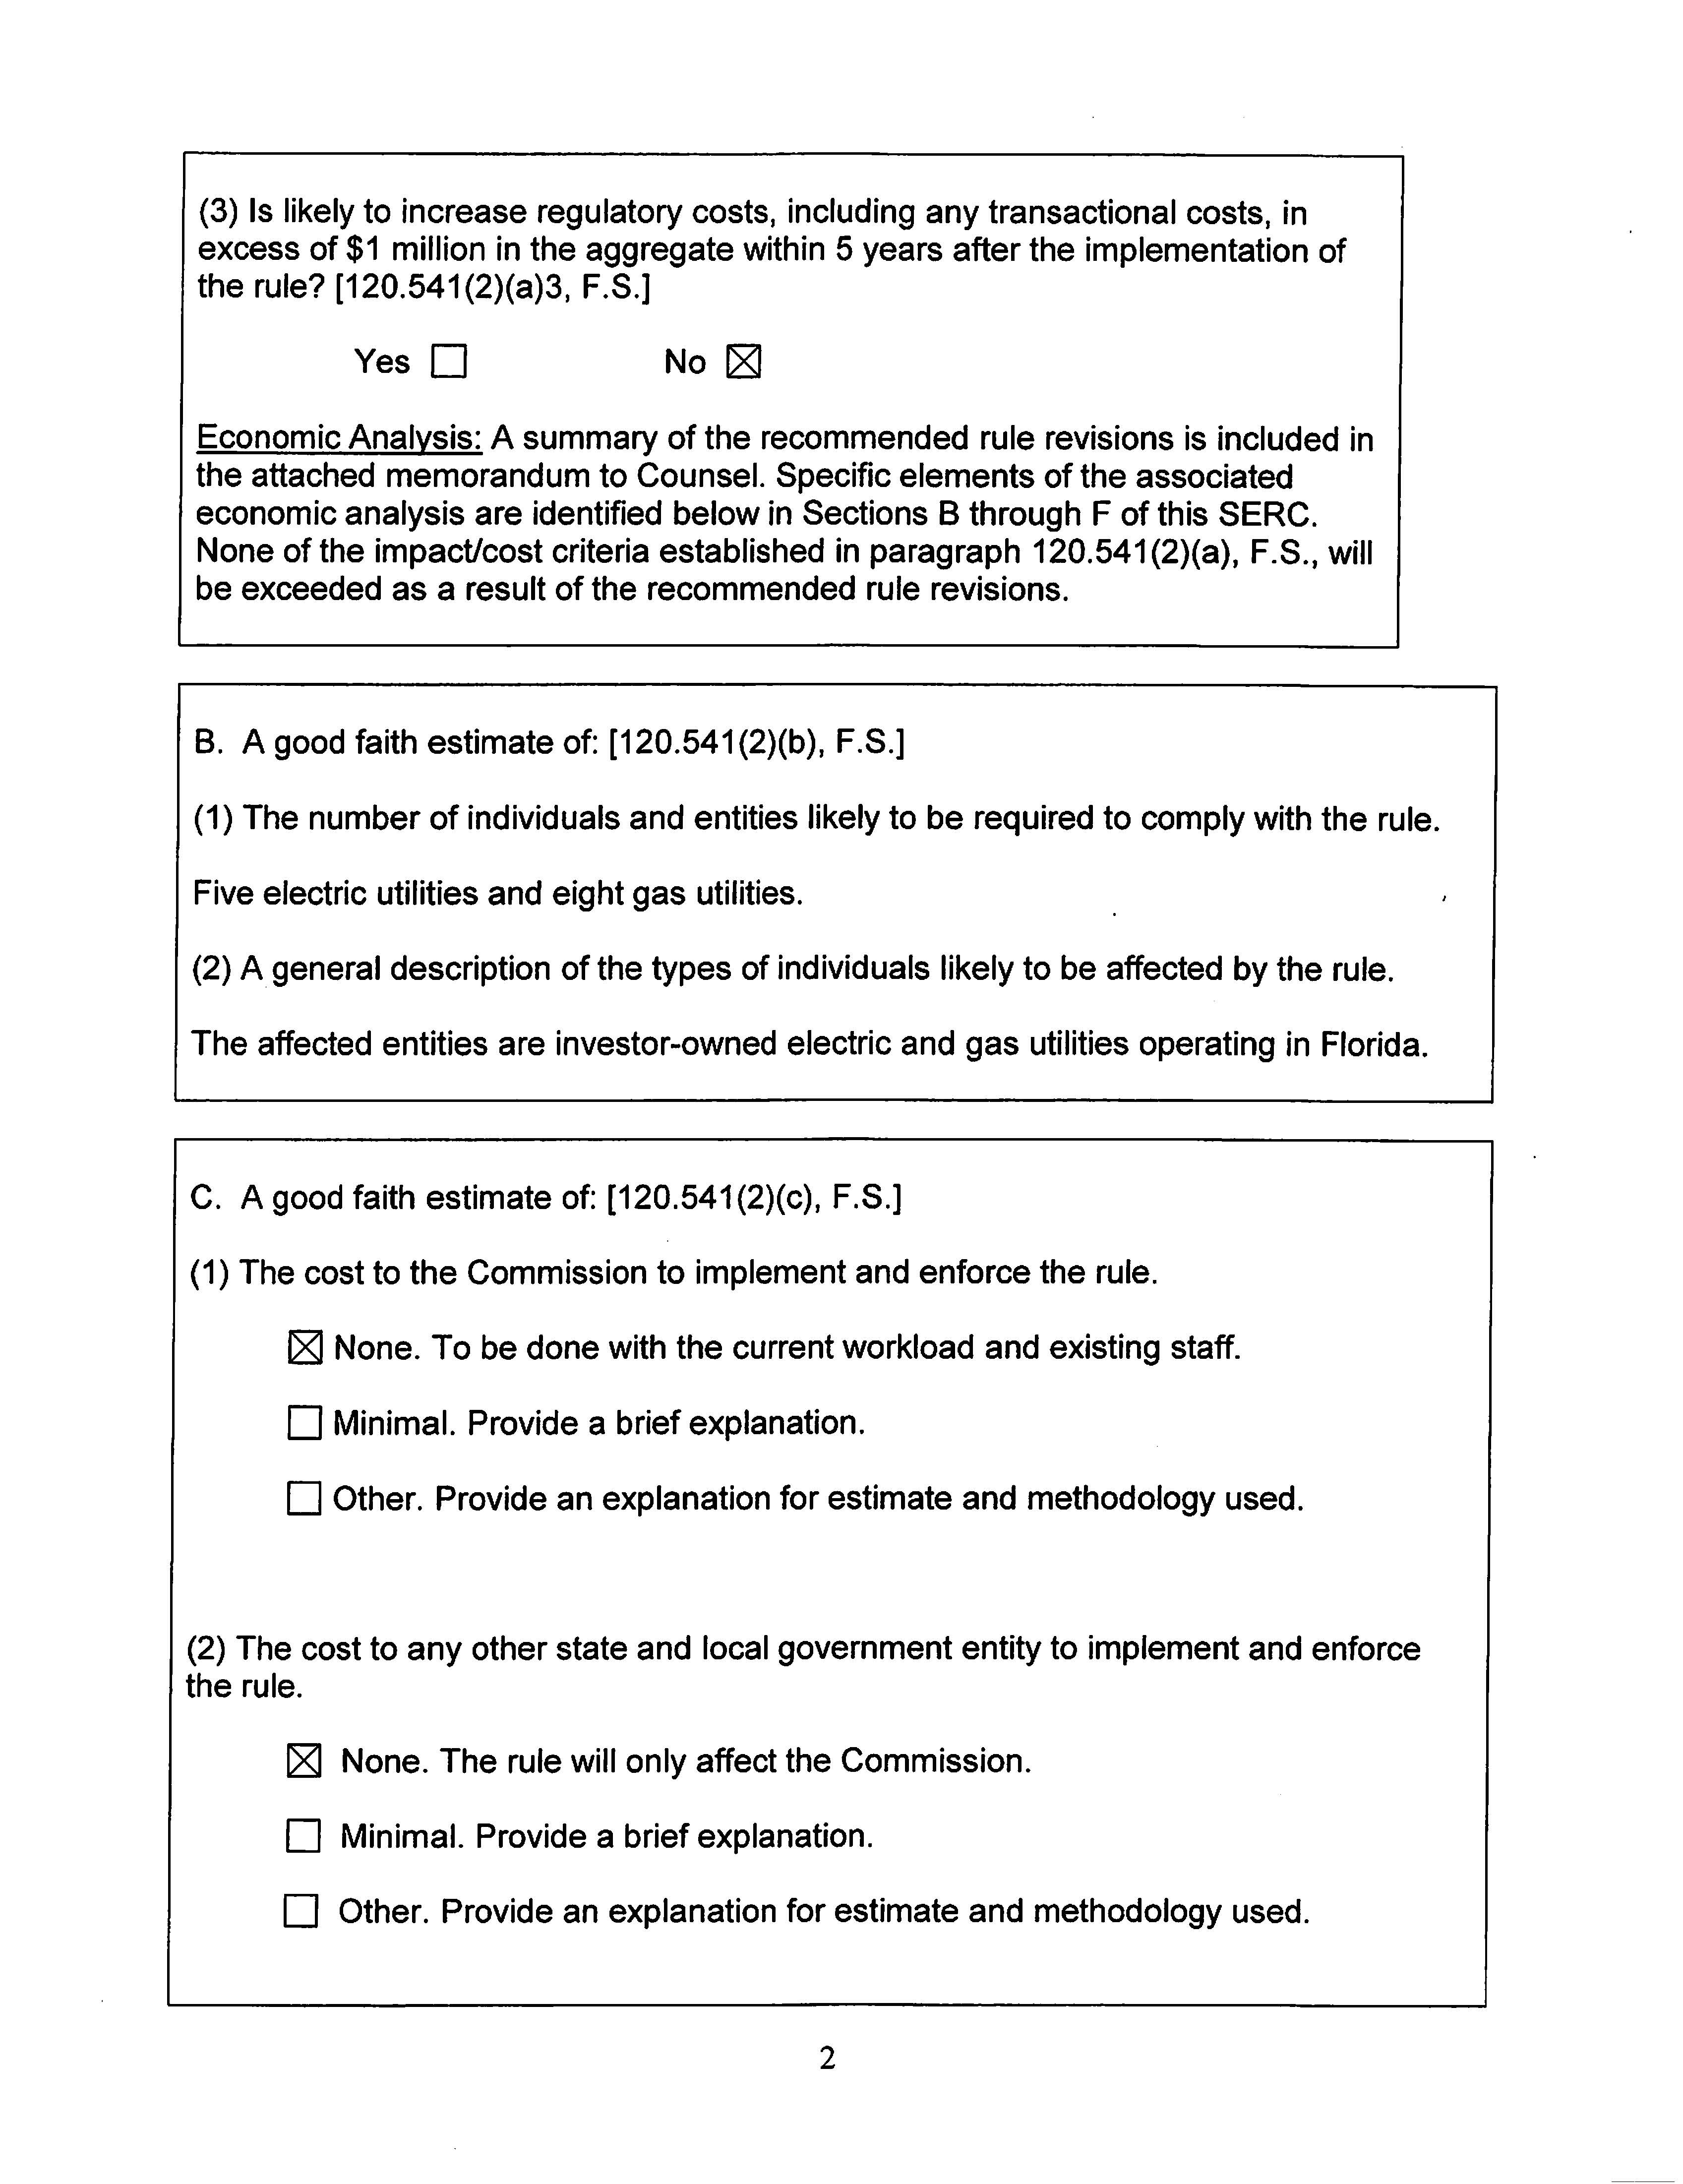 (3) Is likely to increase regulatory costs, including any transactional costs, in
excess of $1 million in the aggregate within 5 years after the implementation of
the rule? [120.541(2)(a)3, F.S.]
Yes ☐ No ☒
Economic Analysis: A summary of the recommended rule revisions is included in
the attached memorandum to Counsel. Specific elements of the associated
economic analysis are identified below in Sections B through F of this SERC.
None of the impact/cost criteria established in paragraph 120.541(2)(a), F.S., will
be exceeded as a result of the recommended rule revisions.
B. A good faith estimate of: [120.541(2)(b), F.S.]
(1) The number of individuals and entities likely to be required to comply with the rule.
Five electric utilities and eight gas utilities.
(2) A general description of the types of individuals likely to be affected by the rule.
The affected entities are investor-owned electric and gas utilities operating in Florida.
C. A good faith estimate of: [120.541(2)(c), F.S.]
(1) The cost to the Commission to implement and enforce the rule.
☒ None. To be done with the current workload and existing staff.
☐ Minimal. Provide a brief explanation.
☐ Other. Provide an explanation for estimate and methodology used.
(2) The cost to any other state and local government entity to implement and enforce
the rule.
☒ None. The rule will only affect the Commission.
☐ Minimal. Provide a brief explanation.
☐ Other. Provide an explanation for estimate and methodology used.
2